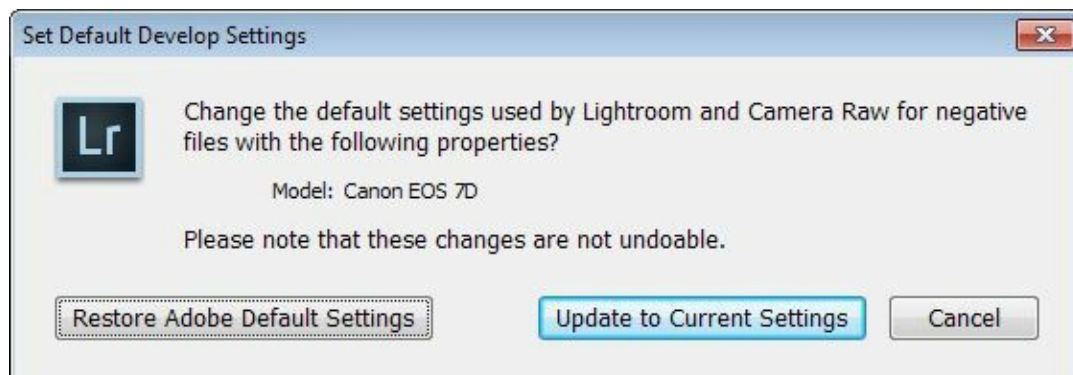 Set Default Develop Settings
Lr
Change the default settings used by Lightroom and Camera Raw for negative
files with the following properties?
Model: Canon EOS 7D
Please note that these changes are not undoable.
Restore Adobe Default Settings
Update to Current Settings
Cancel